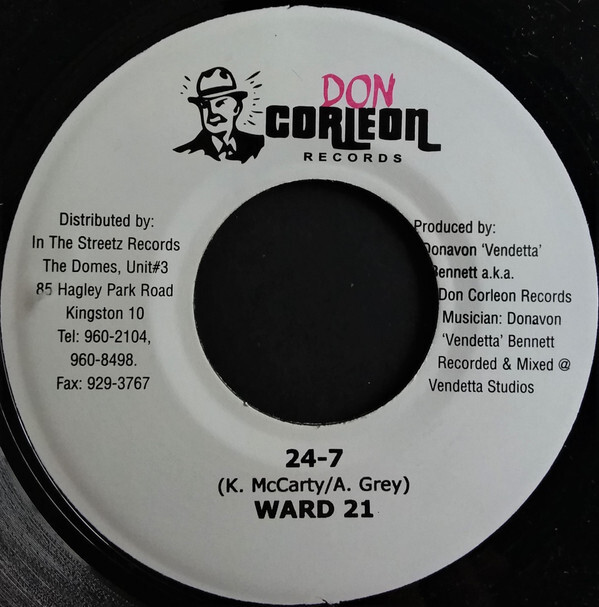 DON
CORLEON
RECORDS
Distributed by:
In The Streetz Records
The Domes, Unit#3
85 Hagley Park Road
Kingston 10
Tel: 960-2104,
960-8498.
Fax: 929-3767
Produced by:
Donavon 'Vendetta'
Bennett a.k.a.
Don Corleon Records
Musician: Donavon
'Vendetta' Bennett
Recorded & Mixed @
Vendetta Studios
24-7
(K. McCarty/A. Grey)
WARD 21